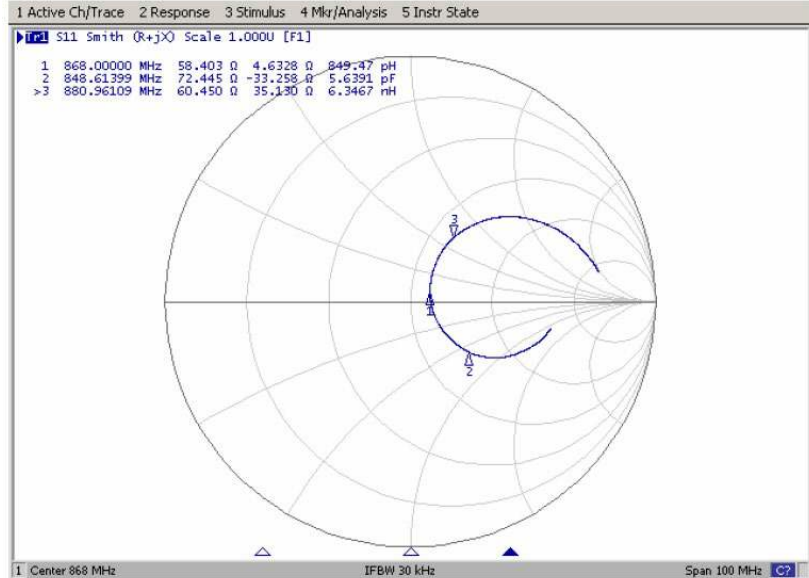 1 Active Ch/Trace 2 Response 3 Stimulus 4 Mkr/Analysis 5 Instr State
Tr1 S11 Smith (R+jX) Scale 1.000U [F1]
1 868.00000 MHz 58.403 Ω 4.6328 Ω 849.47 pH
2 848.61399 MHz 72.445 Ω -33.258 Ω 5.6391 pF
>3 880.96109 MHz 60.450 Ω 35.130 Ω 6.3467 nH
3
1
2
1 Center 868 MHz IFBW 30 kHz Span 100 MHz C?